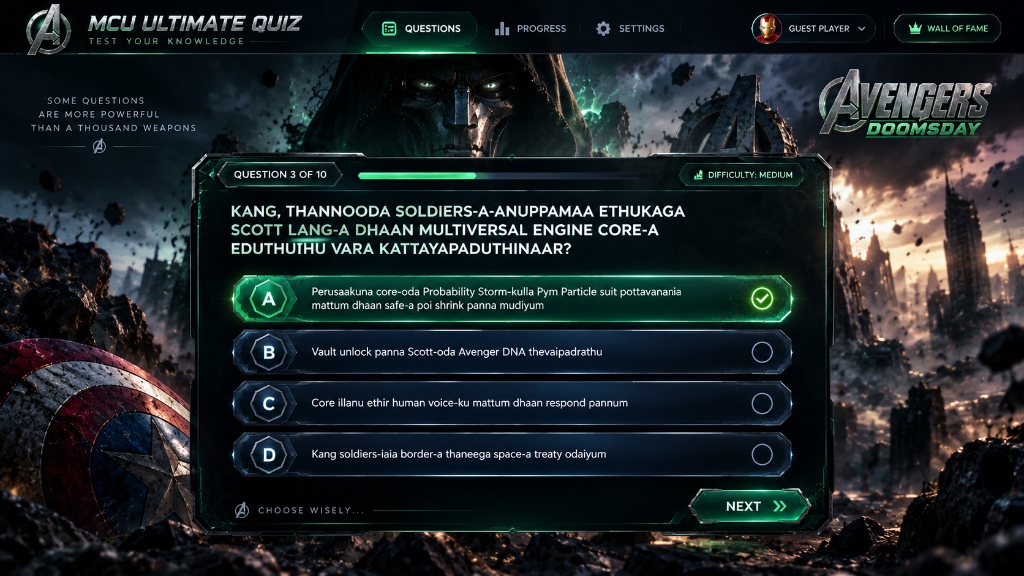 MCU ULTIMATE QUIZ
TEST YOUR KNOWLEDGE
QUESTIONS
PROGRESS
SETTINGS
GUEST PLAYER
WALL OF FAME
SOME QUESTIONS
ARE MORE POWERFUL
THAN A THOUSAND WEAPONS
AVENGERS
DOOMSDAY
QUESTION 3 OF 10
DIFFICULTY: MEDIUM
KANG, THANNOODA SOLDIERS-A-ANUPPAMAA ETHUKAGA
SCOTT LANG-A DHAAN MULTIVERSAL ENGINE CORE-A
EDUTHUIHU VARA KATTAYAPADUTHINAAR?
A
Perusaakuna core-oda Probability Storm-kulla Pym Particle suit pottavanania
mattum dhaan safe-a poi shrink panna mudiyum
B
Vault unlock panna Scott-oda Avenger DNA thevaipadrathu
C
Core illanu ethir human voice-ku mattum dhaan respond pannum
D
Kang soldiers-iaia border-a thaneega space-a treaty odaiyum
CHOOSE WISELY...
NEXT